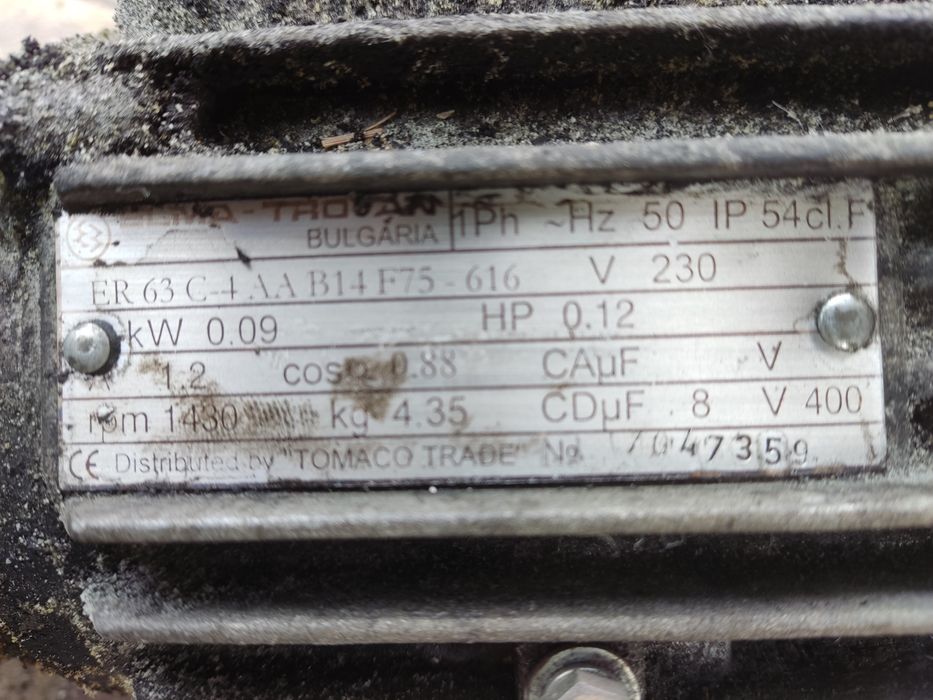 ELMA-TROYAN 1Ph ~Hz 50 IP 54cl.F
BULGARIA
ER 63 C-4 AA B14 F75 - 616 V 230
kW 0.09 HP 0.12
A 1.2 cosφ 0.88 CAµF V
rpm 1430 kg 4.35 CDµF 8 V 400
CE Distributed by "TOMACO TRADE" No 7047359